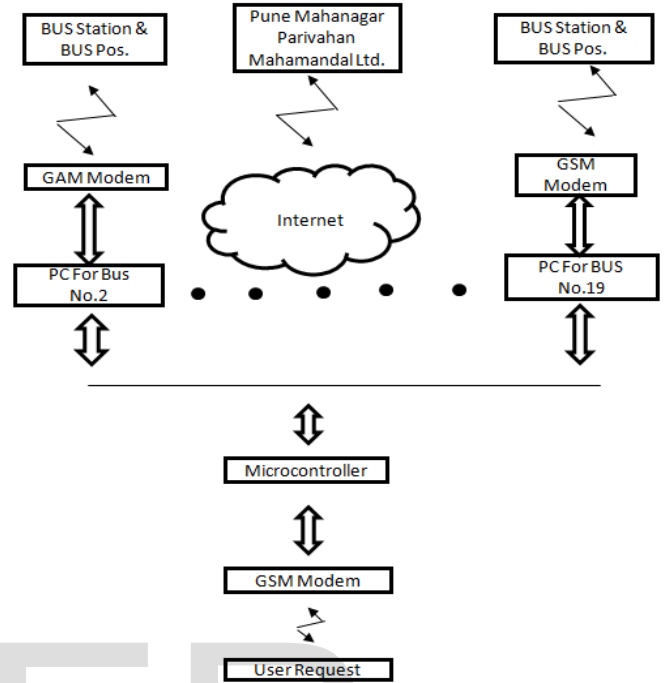 BUS Station &
BUS Pos.
Pune Mahanagar
Parivahan
Mahamandal Ltd.
BUS Station &
BUS Pos.
GAM Modem
GSM
Modem
Internet
PC For Bus
No.2
PC For BUS
No.19
Microcontroller
GSM Modem
User Request